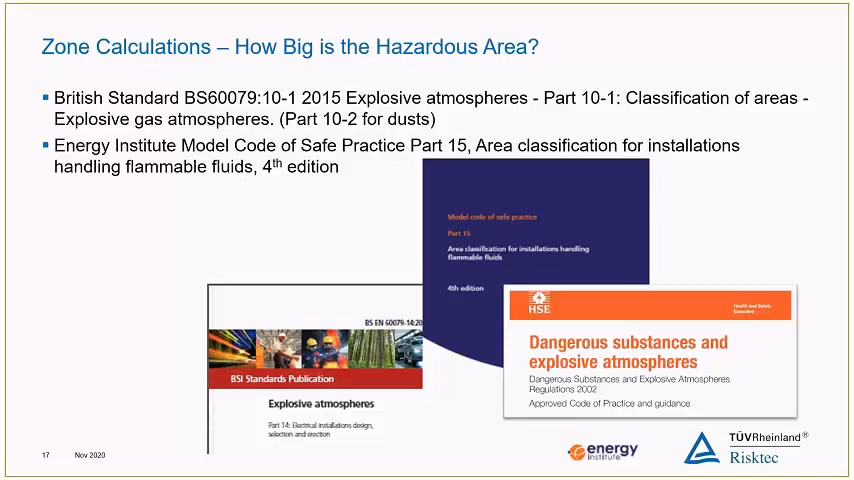 Zone Calculations – How Big is the Hazardous Area?
British Standard BS60079:10-1 2015 Explosive atmospheres - Part 10-1: Classification of areas -
Explosive gas atmospheres. (Part 10-2 for dusts)
Energy Institute Model Code of Safe Practice Part 15, Area classification for installations
handling flammable fluids, 4th edition
Model code of safe practice
Part 15
Area classification for installations handling
flammable fluids
4th edition
BS EN 60079-14:20
BSI Standards Publication
Explosive atmospheres
Part 14: Electrical installations design,
selection and erection
HSE
Health and Safety
Executive
Dangerous substances and
explosive atmospheres
Dangerous Substances and Explosive Atmospheres
Regulations 2002
Approved Code of Practice and guidance
17
Nov 2020
energy
institute
TÜVRheinland®
Risktec